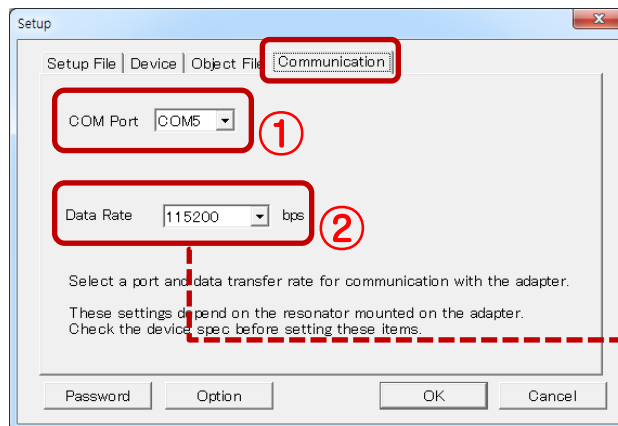 Setup
Setup File Device Object File Communication
COM Port COM5 ①
Data Rate 115200 bps ②
Select a port and data transfer rate for communication with the adapter.
These settings depend on the resonator mounted on the adapter.
Check the device spec before setting these items.
Password Option OK Cancel